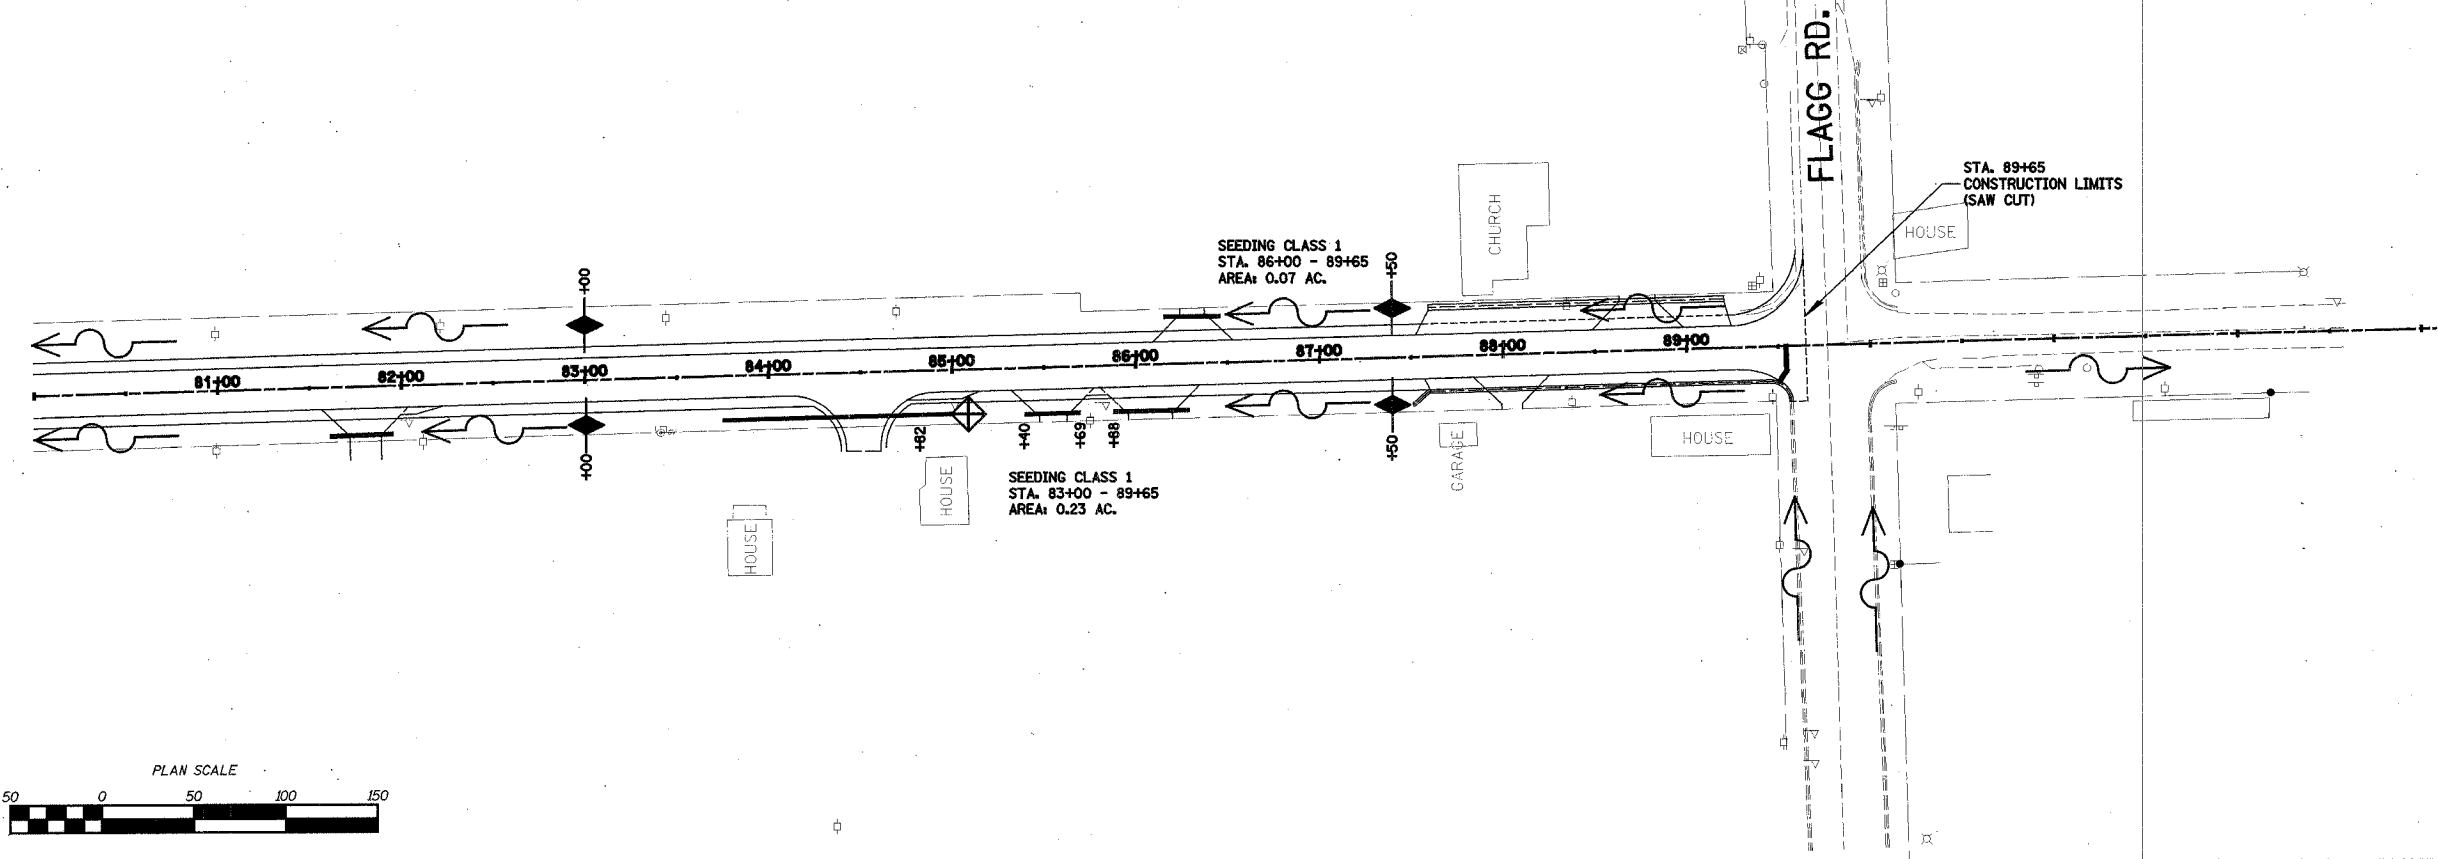 FLAGG RD.
STA. 89+65
CONSTRUCTION LIMITS
(SAW CUT)
HOUSE
CHURCH
SEEDING CLASS 1
STA. 86+00 - 89+65
AREA: 0.07 AC.
+00
+50
81+00
82+00
83+00
84+00
85+00
86+00
87+00
88+00
89+00
+00
+82
+40
+69
+88
+50
GARAGE
HOUSE
HOUSE
HOUSE
SEEDING CLASS 1
STA. 83+00 - 89+65
AREA: 0.23 AC.
PLAN SCALE
50 0 50 100 150